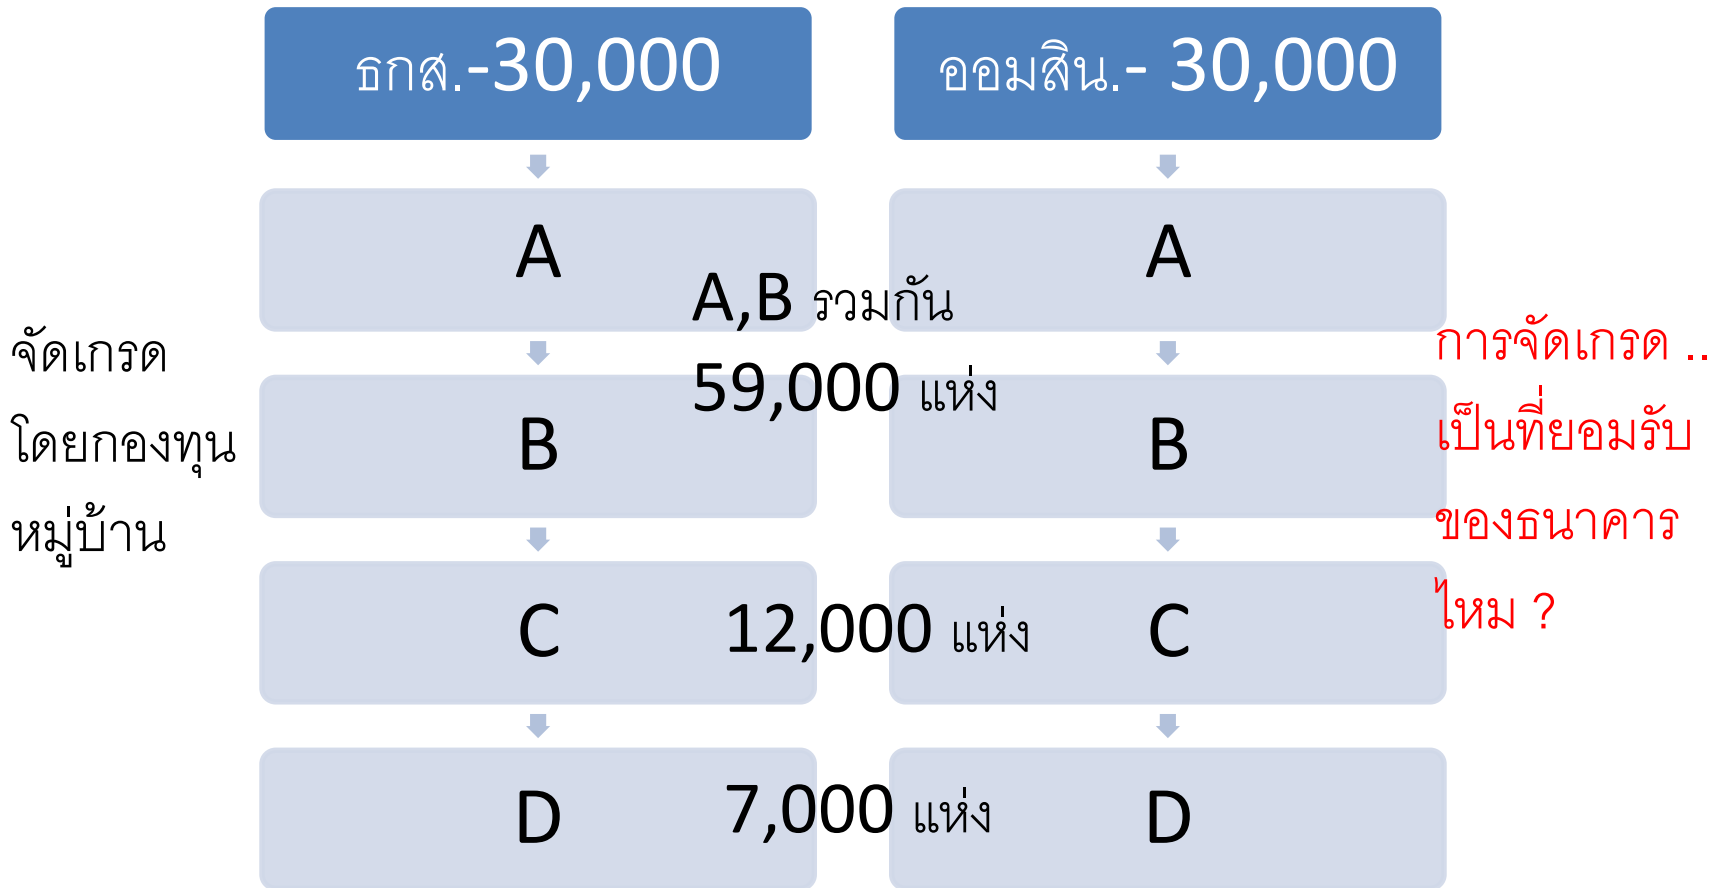 ธกส.-30,000
ออมสิน.- 30,000
A
A
A,B รวมกัน
59,000 แห่ง
จัดเกรด
โดยกองทุน
หมู่บ้าน
การจัดเกรด ..
เป็นที่ยอมรับ
ของธนาคาร
ไหม ?
B
B
C
12,000 แห่ง
C
D
7,000 แห่ง
D